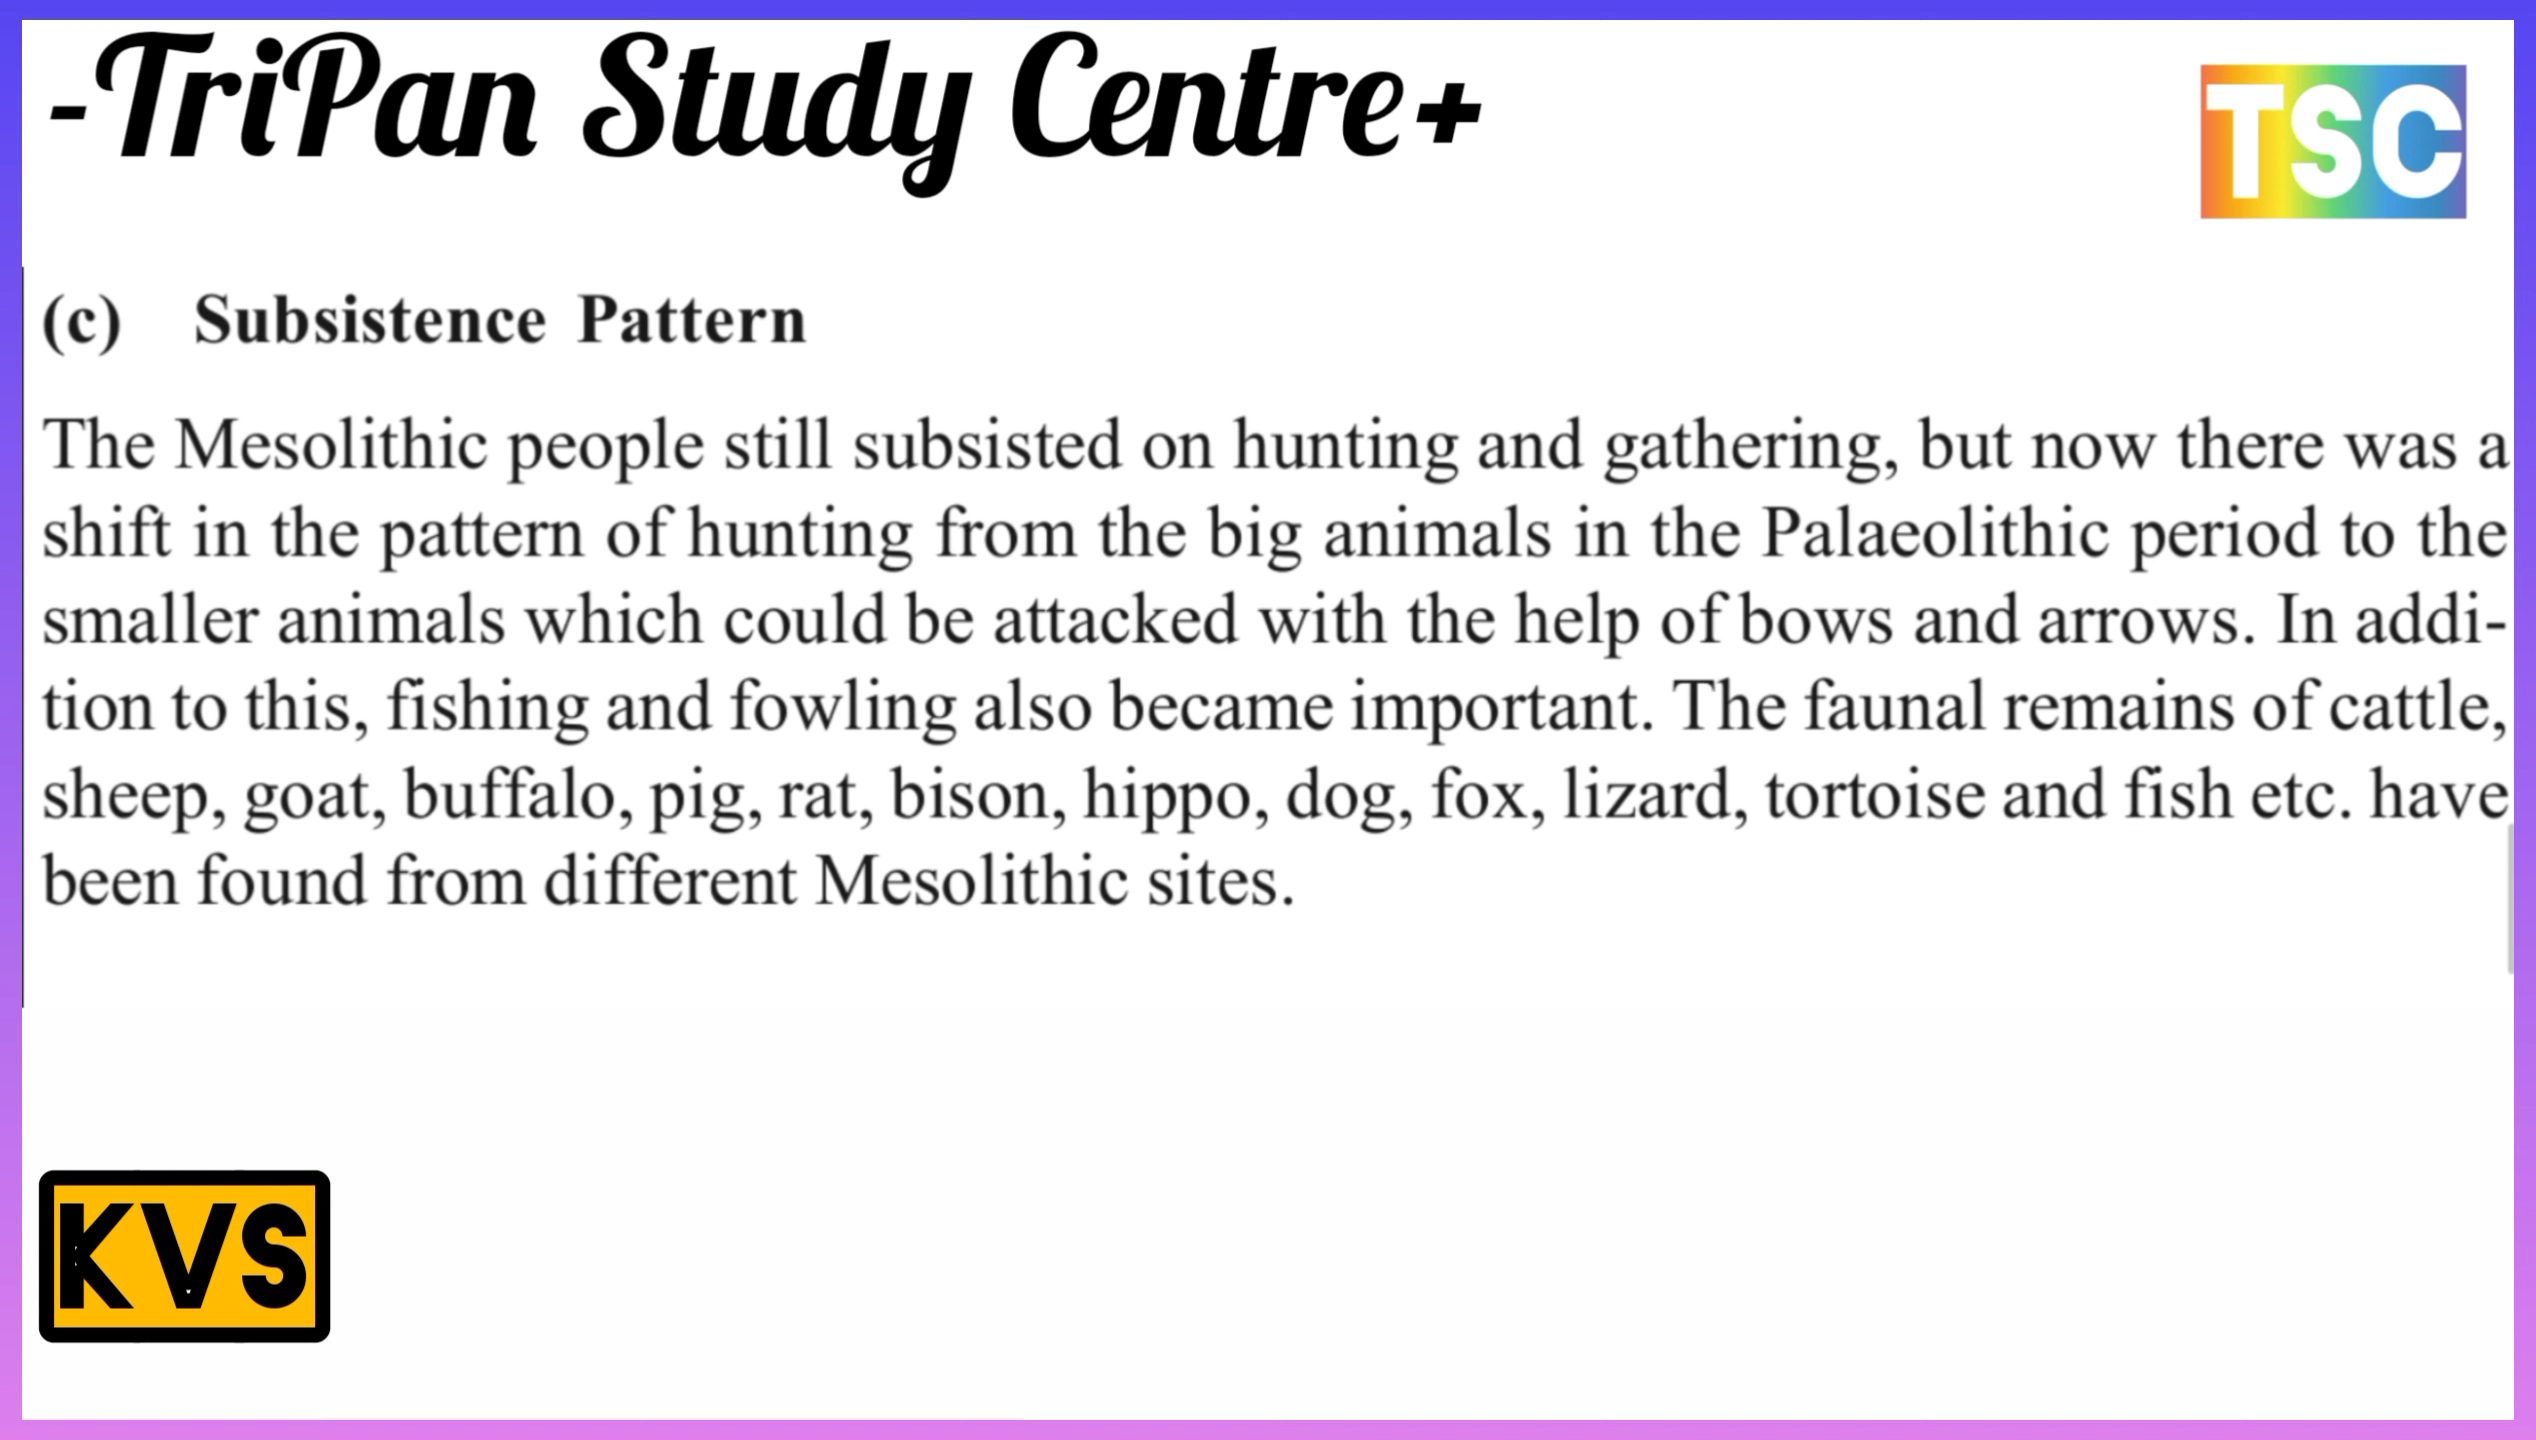 -TriPan Study Centre+
TSC
(c) Subsistence Pattern
The Mesolithic people still subsisted on hunting and gathering, but now there was a
shift in the pattern of hunting from the big animals in the Palaeolithic period to the
smaller animals which could be attacked with the help of bows and arrows. In addi-
tion to this, fishing and fowling also became important. The faunal remains of cattle,
sheep, goat, buffalo, pig, rat, bison, hippo, dog, fox, lizard, tortoise and fish etc. have
been found from different Mesolithic sites.
KVS